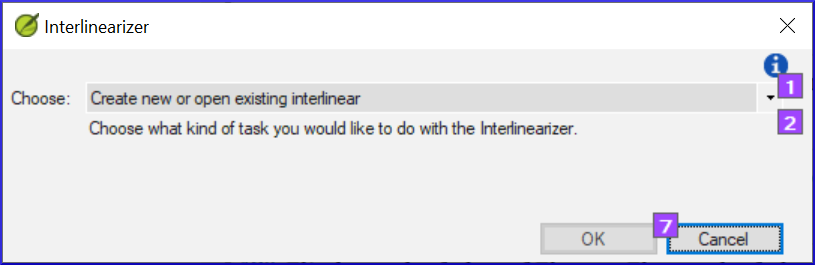 Interlinearizer
i
1
Choose: Create new or open existing interlinear
2
Choose what kind of task you would like to do with the Interlinearizer.
7
OK Cancel